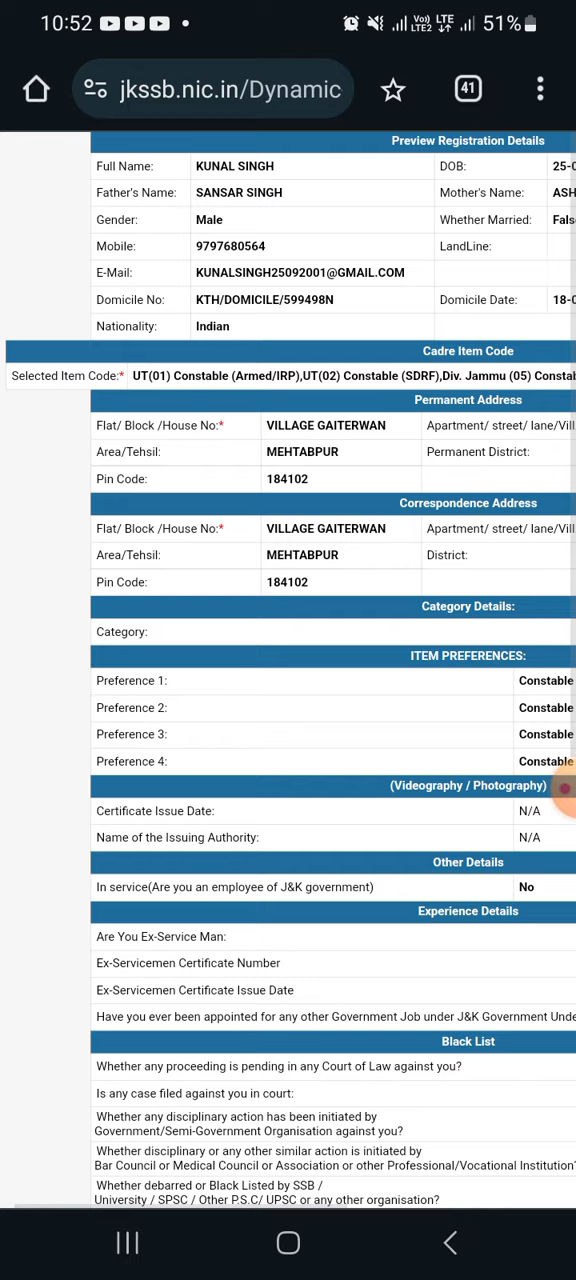 10:52 Vo) LTE2 LTE 51%
jkssb.nic.in/Dynamic 41
Preview Registration Details
Full Name: KUNAL SINGH DOB: 25-0
Father's Name: SANSAR SINGH Mother's Name: ASH
Gender: Male Whether Married: Fals
Mobile: 9797680564 LandLine:
E-Mail: KUNALSINGH25092001@GMAIL.COM
Domicile No: KTH/DOMICILE/599498N Domicile Date: 18-0
Nationality: Indian
Cadre Item Code
Selected Item Code:* UT(01) Constable (Armed/IRP),UT(02) Constable (SDRF),Div. Jammu (05) Constab
Permanent Address
Flat/ Block /House No:* VILLAGE GAITERWAN Apartment/ street/ lane/Vill
Area/Tehsil: MEHTABPUR Permanent District:
Pin Code: 184102
Correspondence Address
Flat/ Block /House No:* VILLAGE GAITERWAN Apartment/ street/ lane/Vill
Area/Tehsil: MEHTABPUR District:
Pin Code: 184102
Category Details:
Category:
ITEM PREFERENCES:
Preference 1: Constable
Preference 2: Constable
Preference 3: Constable
Preference 4: Constable
(Videography / Photography)
Certificate Issue Date: N/A
Name of the Issuing Authority: N/A
Other Details
In service(Are you an employee of J&K government) No
Experience Details
Are You Ex-Service Man:
Ex-Servicemen Certificate Number
Ex-Servicemen Certificate Issue Date
Have you ever been appointed for any other Government Job under J&K Government Unde
Black List
Whether any proceeding is pending in any Court of Law against you?
Is any case filed against you in court:
Whether any disciplinary action has been initiated by
Government/Semi-Government Organisation against you?
Whether disciplinary or any other similar action is initiated by
Bar Council or Medical Council or Association or other Professional/Vocational Institution?
Whether debarred or Black Listed by SSB /
University / SPSC / Other P.S.C/ UPSC or any other organisation?